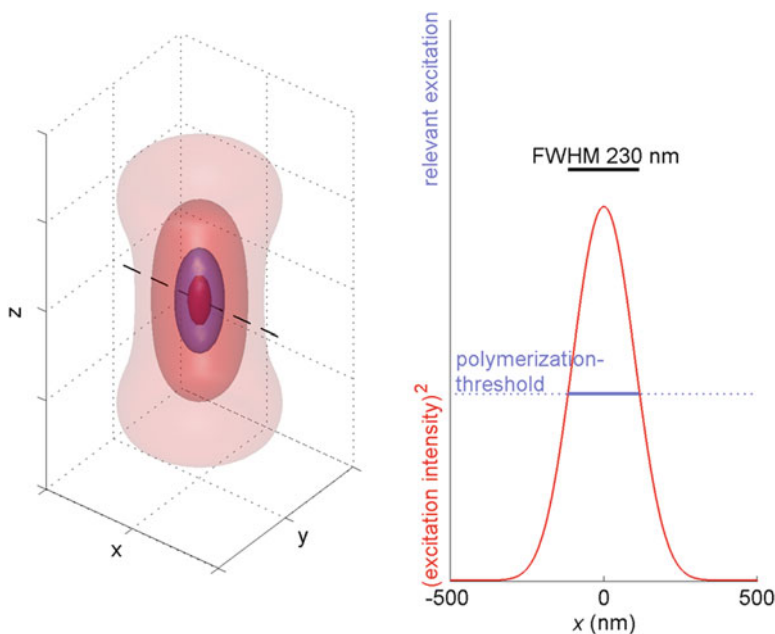 z
x
y
relevant excitation
(excitation intensity)²
FWHM 230 nm
polymerization-
threshold
-500
0
500
x (nm)